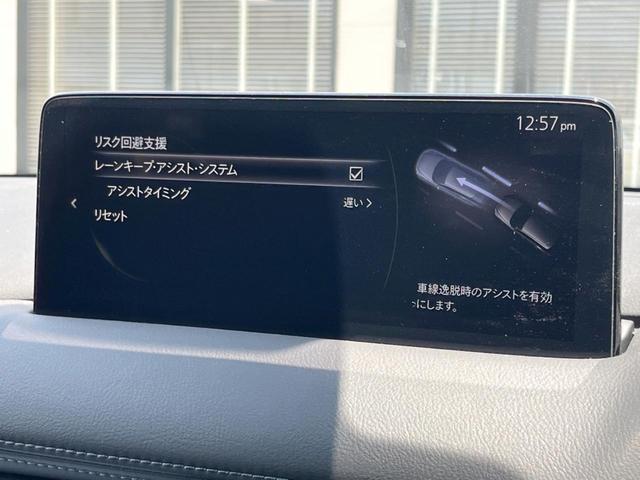 12:57 pm
リスク回避支援
レーンキープ・アシスト・システム
アシストタイミング
遅い
リセット
車線逸脱時のアシストを有効
にします。